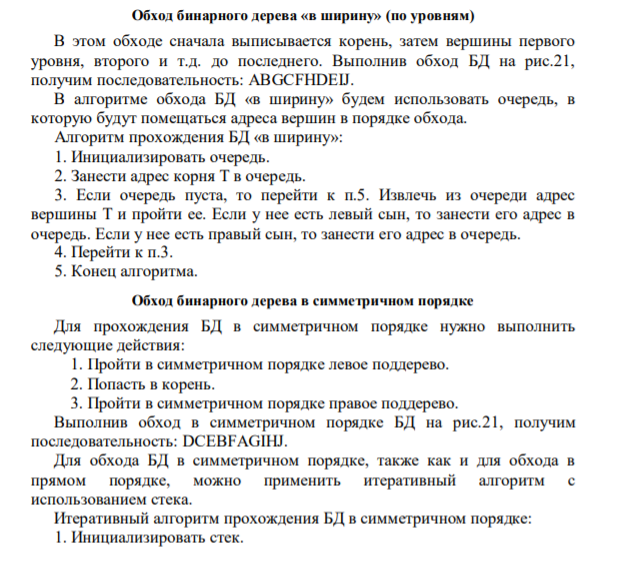 Обход бинарного дерева «в ширину» (по уровням)
В этом обходе сначала выписывается корень, затем вершины первого
уровня, второго и т.д. до последнего. Выполнив обход БД на рис.21,
получим последовательность: ABGCFHDEIJ.
В алгоритме обхода БД «в ширину» будем использовать очередь, в
которую будут помещаться адреса вершин в порядке обхода.
Алгоритм прохождения БД «в ширину»:
1. Инициализировать очередь.
2. Занести адрес корня T в очередь.
3. Если очередь пуста, то перейти к п.5. Извлечь из очереди адрес
вершины T и пройти ее. Если у нее есть левый сын, то занести его адрес в
очередь. Если у нее есть правый сын, то занести его адрес в очередь.
4. Перейти к п.3.
5. Конец алгоритма.
Обход бинарного дерева в симметричном порядке
Для прохождения БД в симметричном порядке нужно выполнить
следующие действия:
1. Пройти в симметричном порядке левое поддерево.
2. Попасть в корень.
3. Пройти в симметричном порядке правое поддерево.
Выполнив обход в симметричном порядке БД на рис.21, получим
последовательность: DCEBFAGIHJ.
Для обхода БД в симметричном порядке, также как и для обхода в
прямом порядке, можно применить итеративный алгоритм с
использованием стека.
Итеративный алгоритм прохождения БД в симметричном порядке:
1. Инициализировать стек.